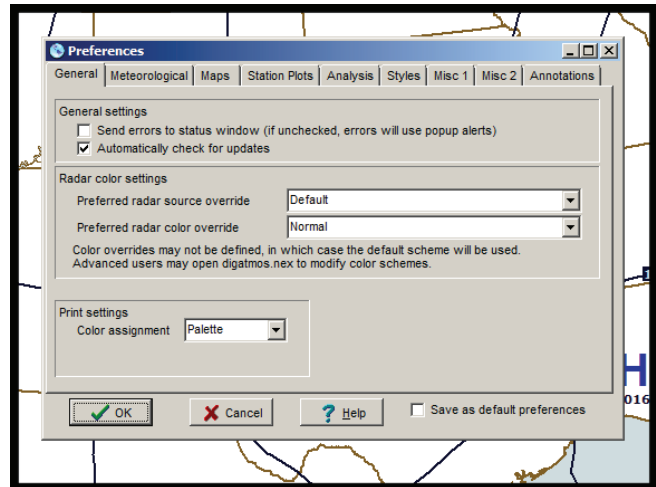 Preferences
General Meteorological Maps Station Plots Analysis Styles Misc 1 Misc 2 Annotations
General settings
Send errors to status window (if unchecked, errors will use popup alerts)
Automatically check for updates
Radar color settings
Preferred radar source override Default
Preferred radar color override Normal
Color overrides may not be defined, in which case the default scheme will be used.
Advanced users may open digatmos.nex to modify color schemes.
Print settings
Color assignment Palette
H
016
OK Cancel Help Save as default preferences